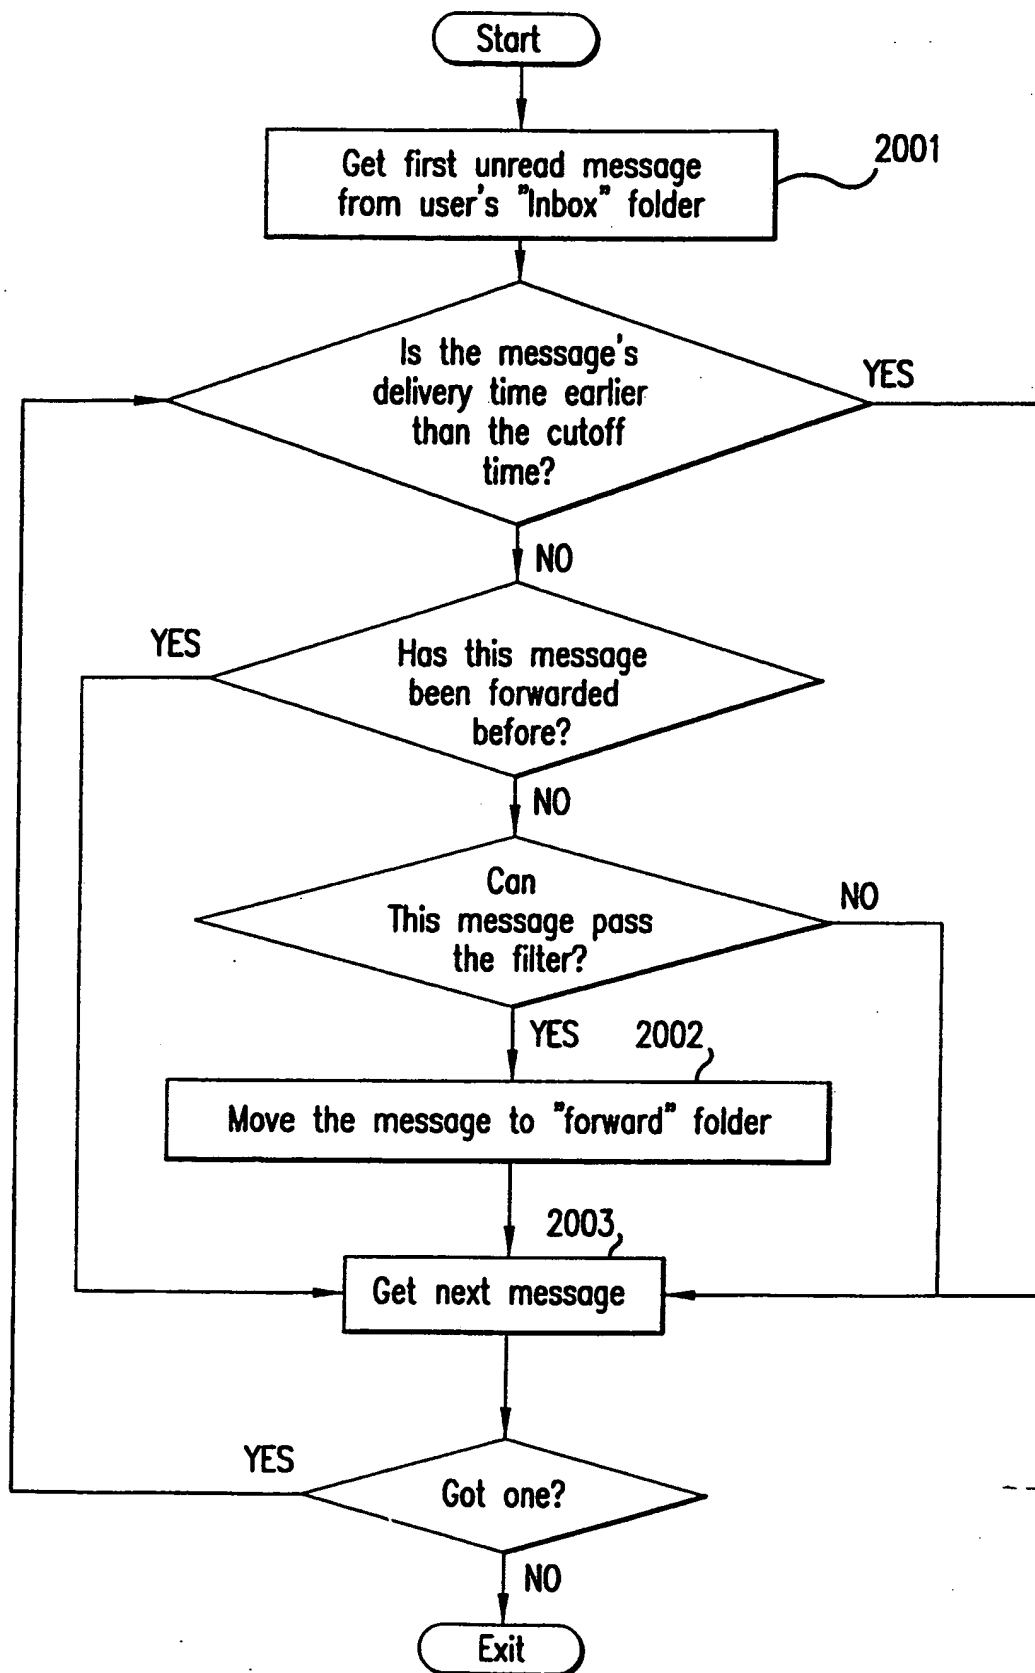 Start
Get first unread message
from user's "Inbox" folder
2001
Is the message's
delivery time earlier
than the cutoff
time?
YES
NO
YES
Has this message
been forwarded
before?
NO
Can
This message pass
the filter?
NO
YES
2002
Move the message to "forward" folder
2003
Get next message
YES
Got one?
NO
Exit